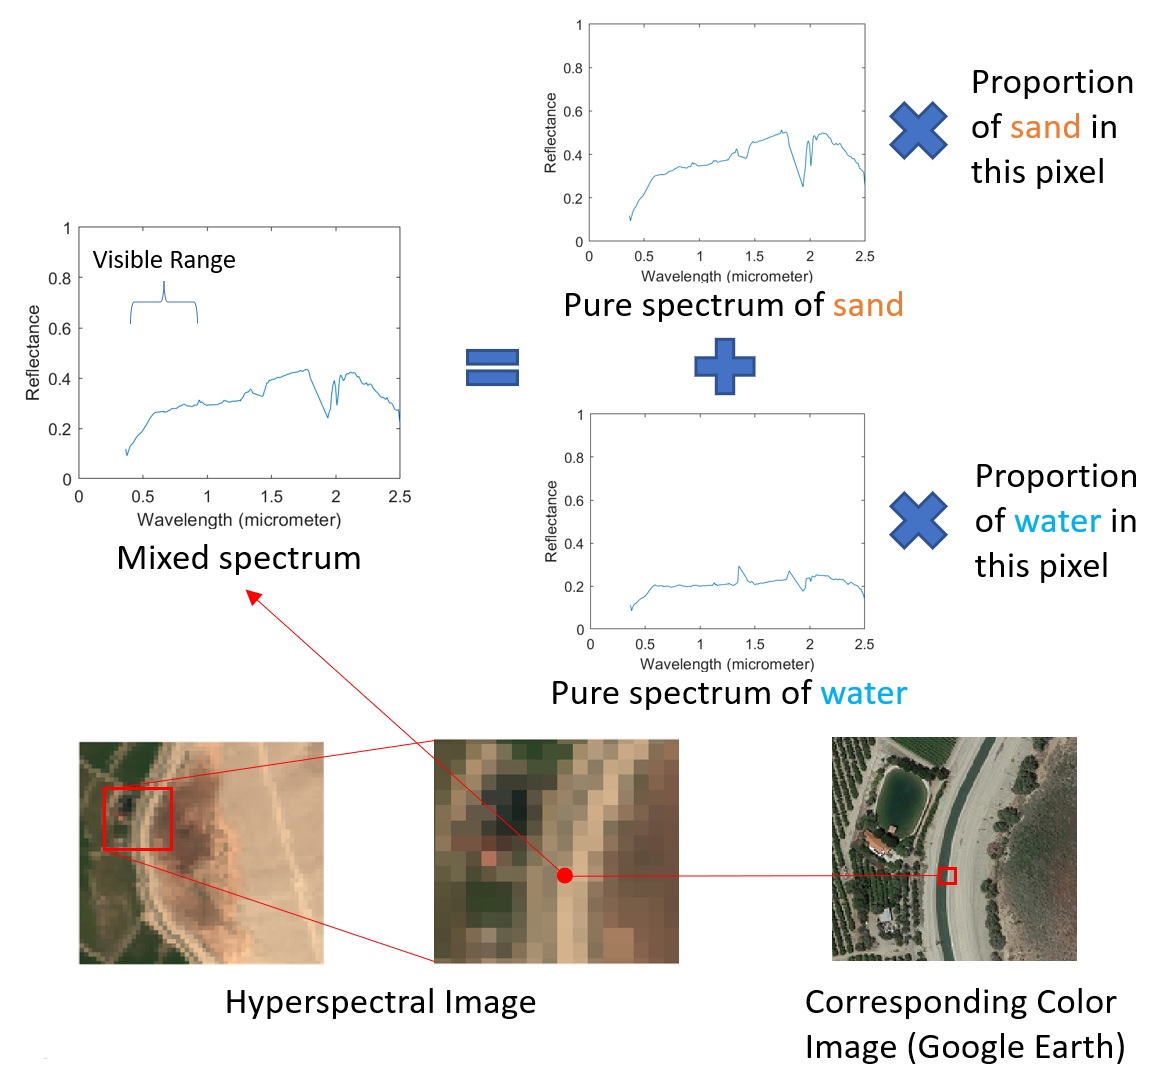 1
0.8
0.6
0.4
0.2
0
0 0.5 1 1.5 2 2.5
Reflectance
Wavelength (micrometer)
Pure spectrum of sand
Proportion
of sand in
this pixel
Visible Range
1
0.8
0.6
0.4
0.2
0
0 0.5 1 1.5 2 2.5
Reflectance
Wavelength (micrometer)
Mixed spectrum
1
0.8
0.6
0.4
0.2
0
0 0.5 1 1.5 2 2.5
Reflectance
Wavelength (micrometer)
Pure spectrum of water
Proportion
of water in
this pixel
Hyperspectral Image
Corresponding Color
Image (Google Earth)